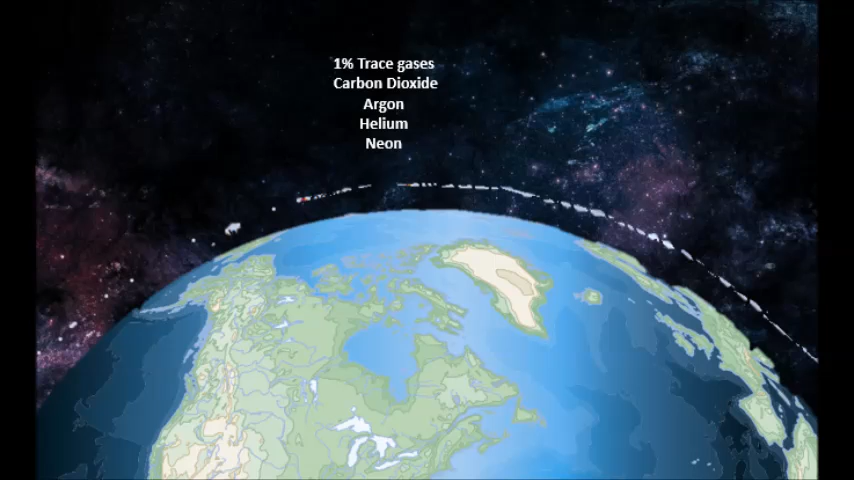 1% Trace gases
Carbon Dioxide
Argon
Helium
Neon